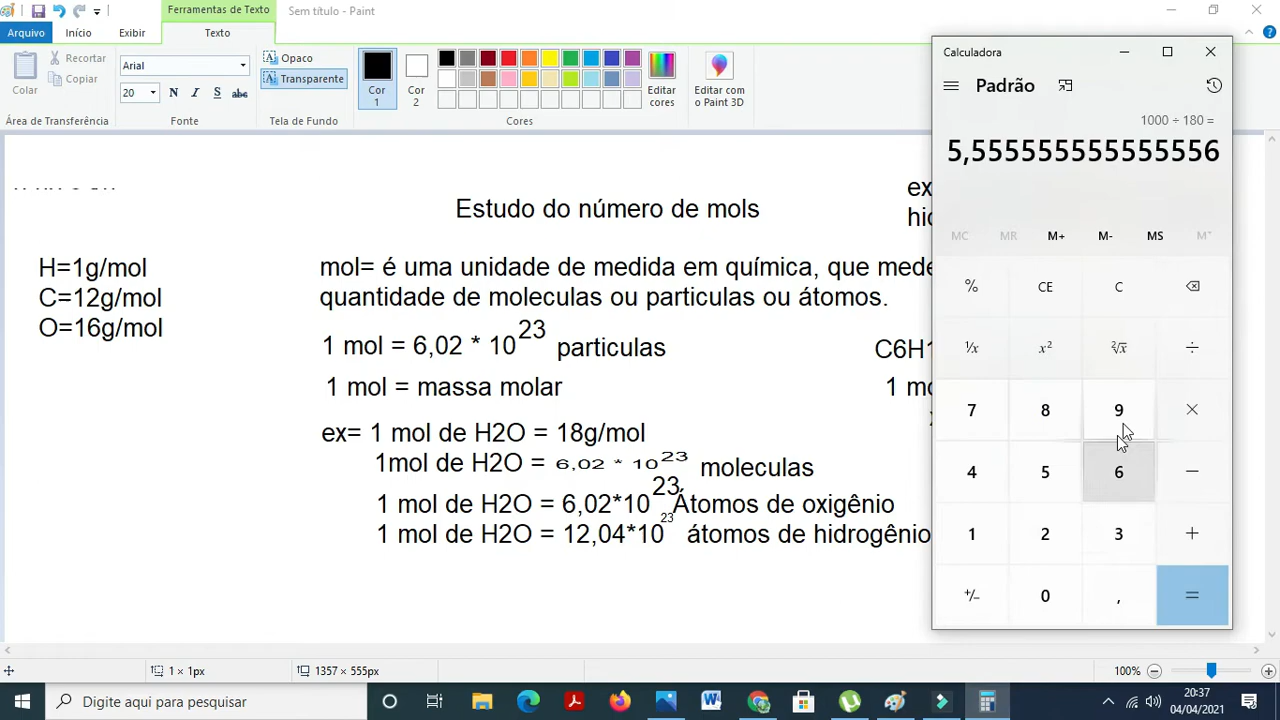 Ferramentas de Texto
Sem título - Paint
Arquivo
Início
Exibir
Texto
Colar
Recortar
Copiar
Área de Transferência
Arial
20
N I S abc
Fonte
Opaco
Transparente
Tela de Fundo
Cor
1
Cor
2
Editar
cores
Cores
Editar com
o Paint 3D
Estudo do número de mols
H=1g/mol
C=12g/mol
O=16g/mol
mol= é uma unidade de medida em química, que mede
quantidade de moleculas ou particulas ou átomos.
1 mol = 6,02 * 10 23 particulas
1 mol = massa molar
ex= 1 mol de H2O = 18g/mol
1mol de H2O = 6,02 * 10 23 moleculas
1 mol de H2O = 6,02*10 23 Átomos de oxigênio
1 mol de H2O = 12,04*10 23 átomos de hidrogênio
ex
C6H1
Calculadora
Padrão
1000 ÷ 180 =
5,555555555555556
MC MR M+ M- MS M˅
% CE C
⅟x x² ²√x ÷
7 8 9 ×
4 5 6 −
1 2 3 +
+/− 0 , =
1 × 1px
1357 × 555px
100%
Digite aqui para pesquisar
20:37
04/04/2021